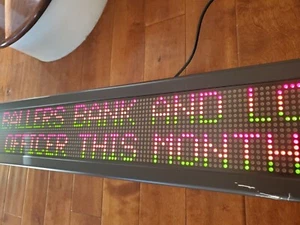 BALLERS BANK AND LO
OFFICER THIS MONTH